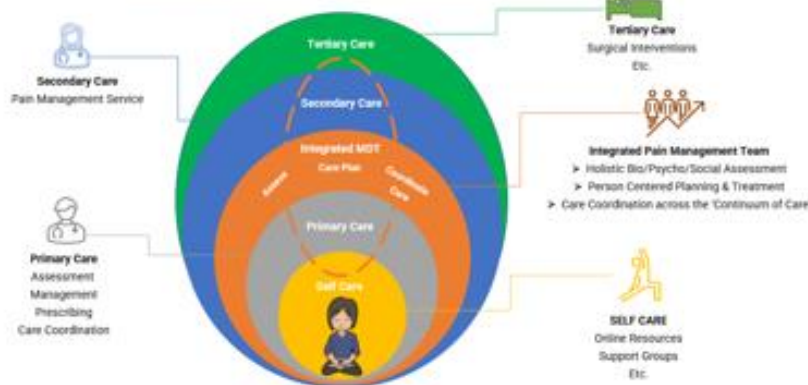 Tertiary Care
Secondary Care
Integrated MDT
Care Plan
Assess
Coordinate
Care
Primary Care
Self Care
Secondary Care
Pain Management Service
Primary Care
Assessment
Management
Prescribing
Care Coordination
Tertiary Care
Surgical Interventions
Etc.
Integrated Pain Management Team
➤ Holistic Bio/Psycho/Social Assessment
➤ Person Centered Planning & Treatment
➤ Care Coordination across the 'Continuum of Care
SELF CARE
Online Resources
Support Groups
Etc.